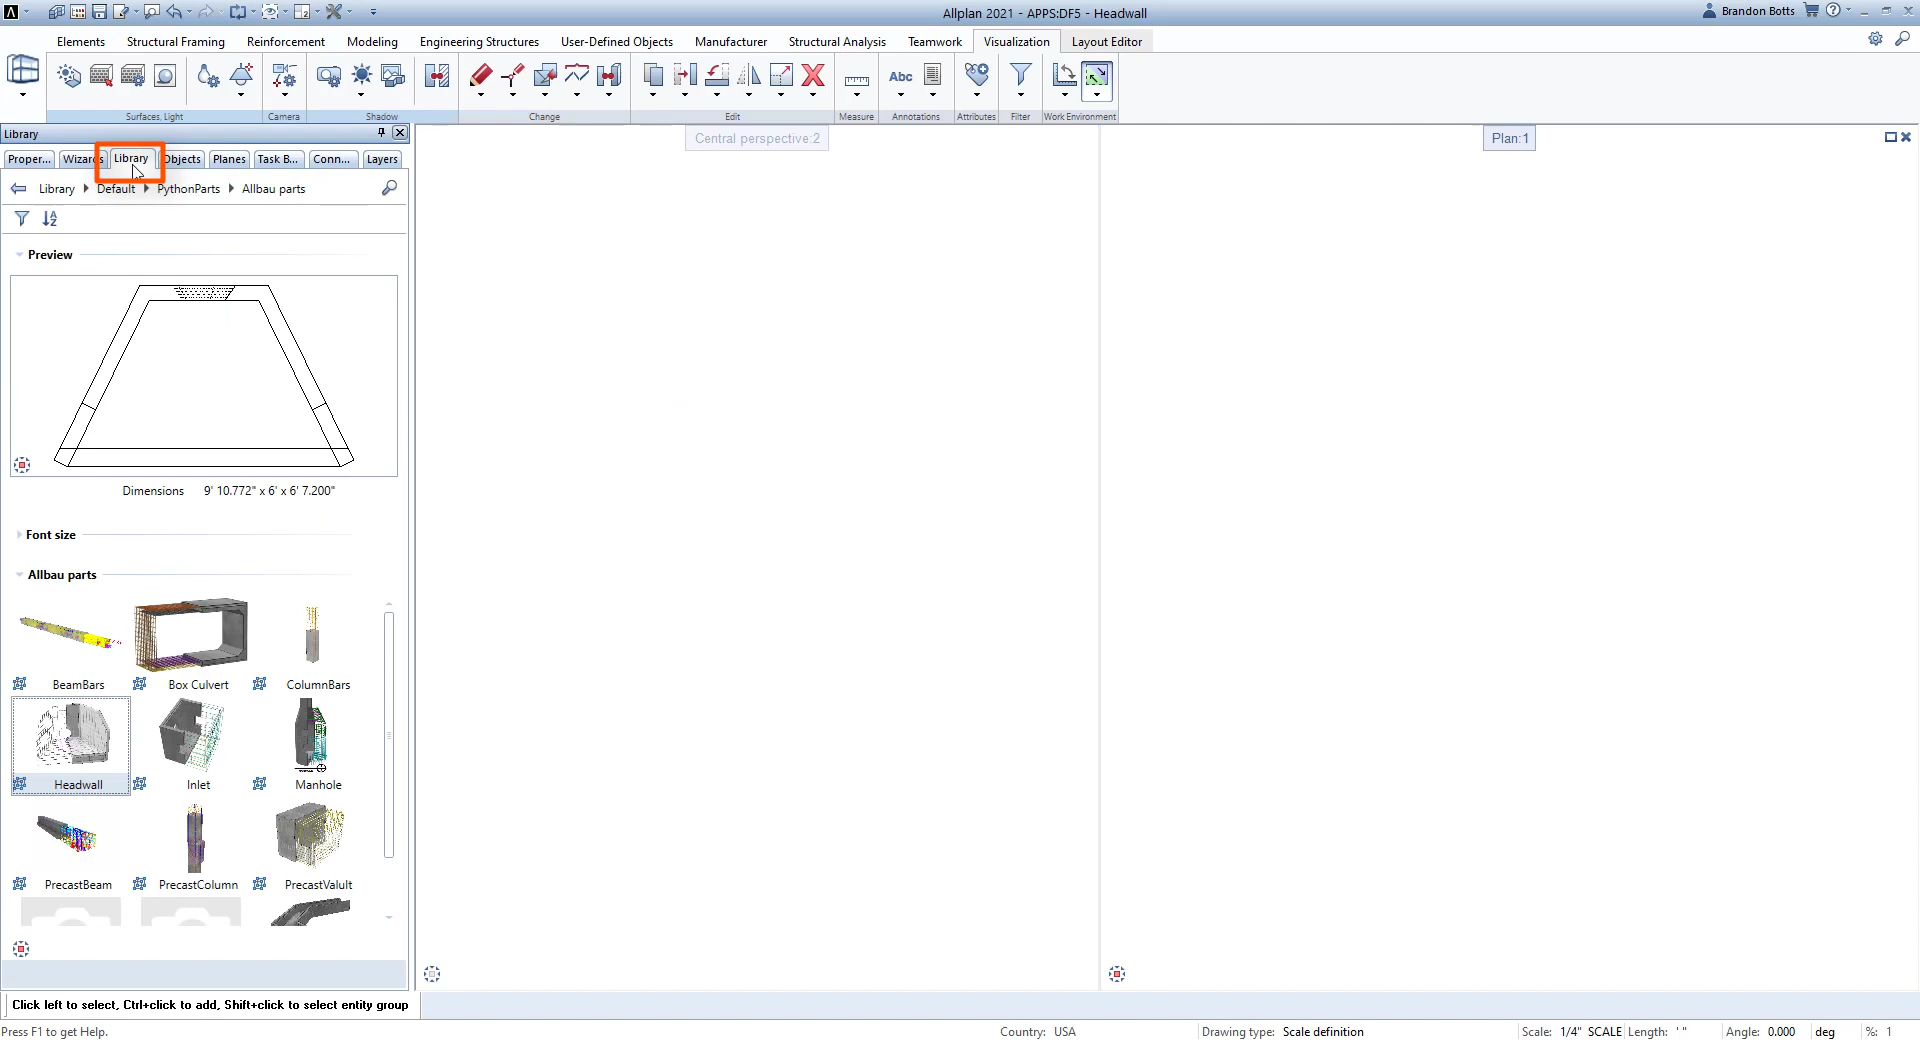 Allplan 2021 - APPS:DF5 - Headwall
Brandon Botts
Elements Structural Framing Reinforcement Modeling Engineering Structures User-Defined Objects Manufacturer Structural Analysis Teamwork Visualization Layout Editor
Abc
Surfaces, Light Camera Shadow Change Edit Measure Annotations Attributes Filter Work Environment
Library
Proper... Wizards Library Objects Planes Task B... Conn... Layers
Library Default PythonParts Allbau parts
Central perspective:2
Plan:1
Preview
Dimensions 9' 10.772" x 6' x 6' 7.200"
Font size
Allbau parts
BeamBars Box Culvert ColumnBars
Headwall Inlet Manhole
PrecastBeam PrecastColumn PrecastValult
Click left to select, Ctrl+click to add, Shift+click to select entity group
Press F1 to get Help.
Country: USA Drawing type: Scale definition Scale: 1/4" SCALE Length: ' " Angle: 0.000 deg %: 1